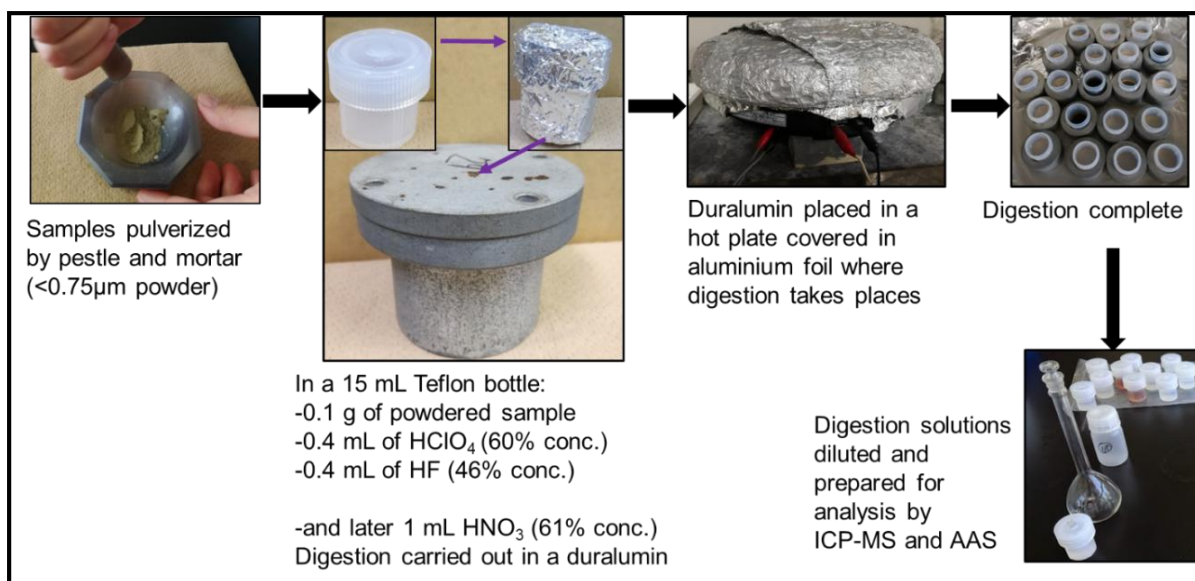 Samples pulverized
by pestle and mortar
(<0.75µm powder)
In a 15 mL Teflon bottle:
-0.1 g of powdered sample
-0.4 mL of HClO₄ (60% conc.)
-0.4 mL of HF (46% conc.)
-and later 1 mL HNO₃ (61% conc.)
Digestion carried out in a duralumin
Duralumin placed in a
hot plate covered in
aluminium foil where
digestion takes places
Digestion complete
Digestion solutions
diluted and
prepared for
analysis by
ICP-MS and AAS